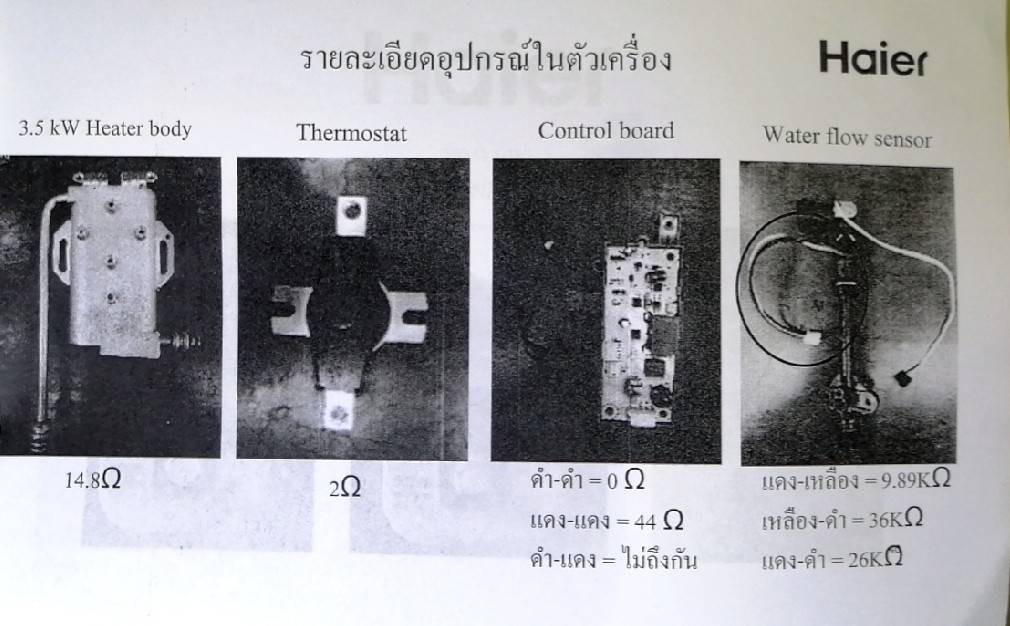 รายละเอียดอุปกรณ์ในตัวเครื่อง
Haier
3.5 kW Heater body
Thermostat
Control board
Water flow sensor
14.8Ω
2Ω
ดำ-ดำ = 0 Ω
แดง-แดง = 44 Ω
ดำ-แดง = ไม่ถึงกัน
แดง-เหลือง = 9.89KΩ
เหลือง-ดำ = 36KΩ
แดง-ดำ = 26KΩ